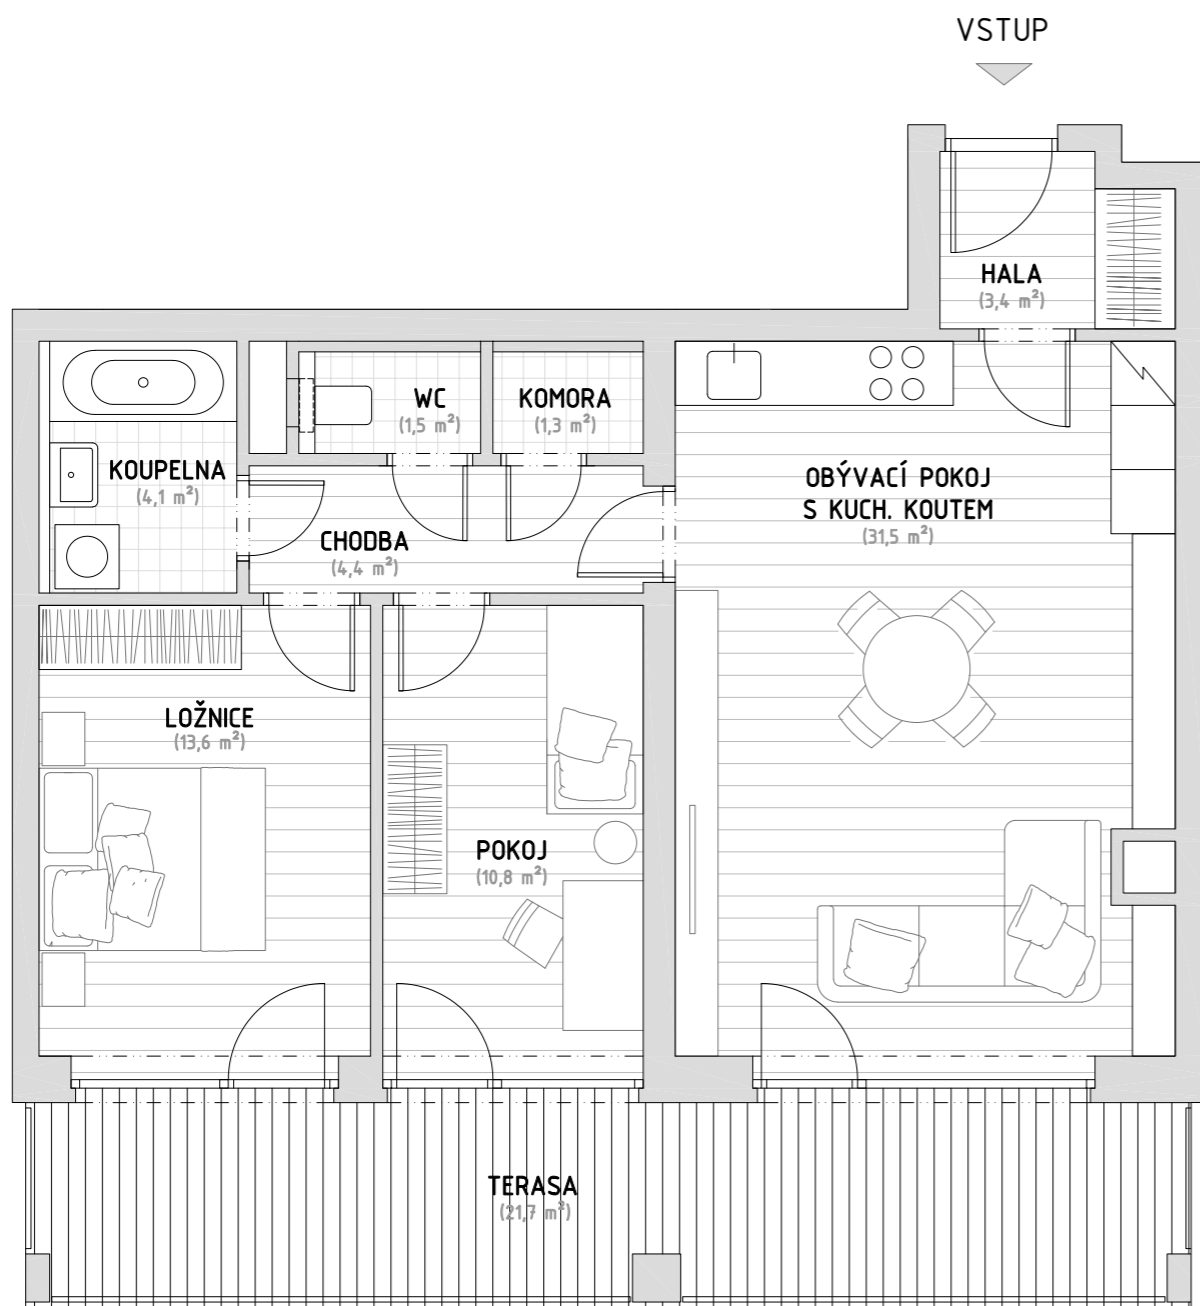 VSTUP
HALA
(3,4 m²)
WC
(1,5 m²)
KOMORA
(1,3 m²)
KOUPELNA
(4,1 m²)
OBÝVACÍ POKOJ
S KUCH. KOUTEM
(31,5 m²)
CHODBA
(4,4 m²)
LOŽNICE
(13,6 m²)
POKOJ
(10,8 m²)
TERASA
(21,7 m²)